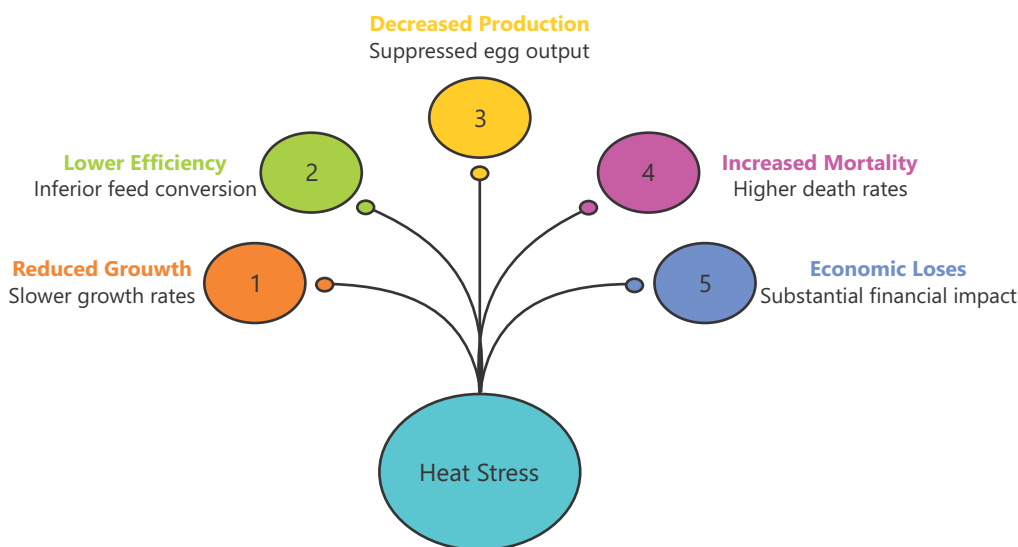 Decreased Production
Suppressed egg output
3
Lower Efficiency
Inferior feed conversion
2
4
Increased Mortality
Higher death rates
Reduced Grouwth
Slower growth rates
1
5
Economic Loses
Substantial financial impact
Heat Stress